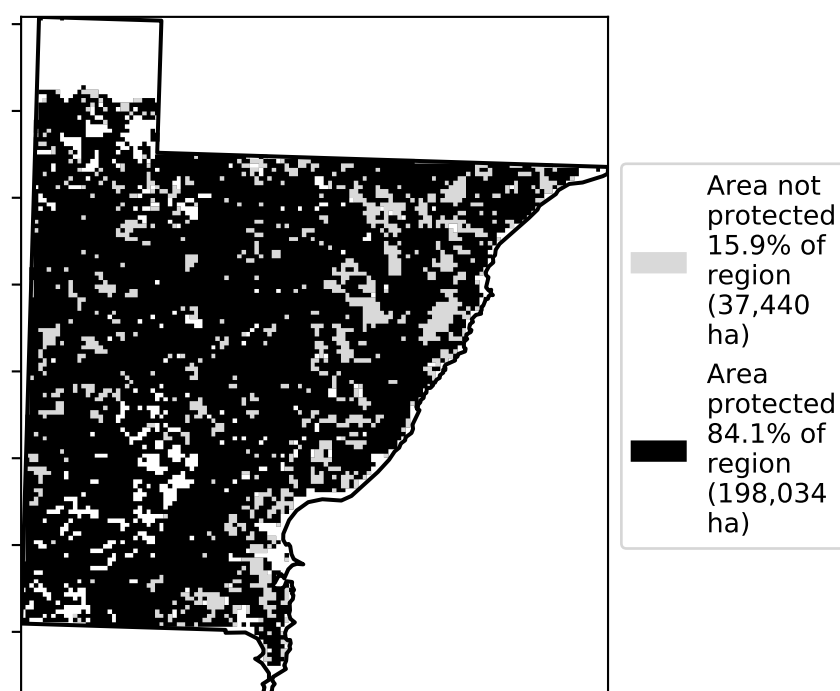 Area not
protected
15.9% of
region
(37,440
ha)
Area
protected
84.1% of
region
(198,034
ha)